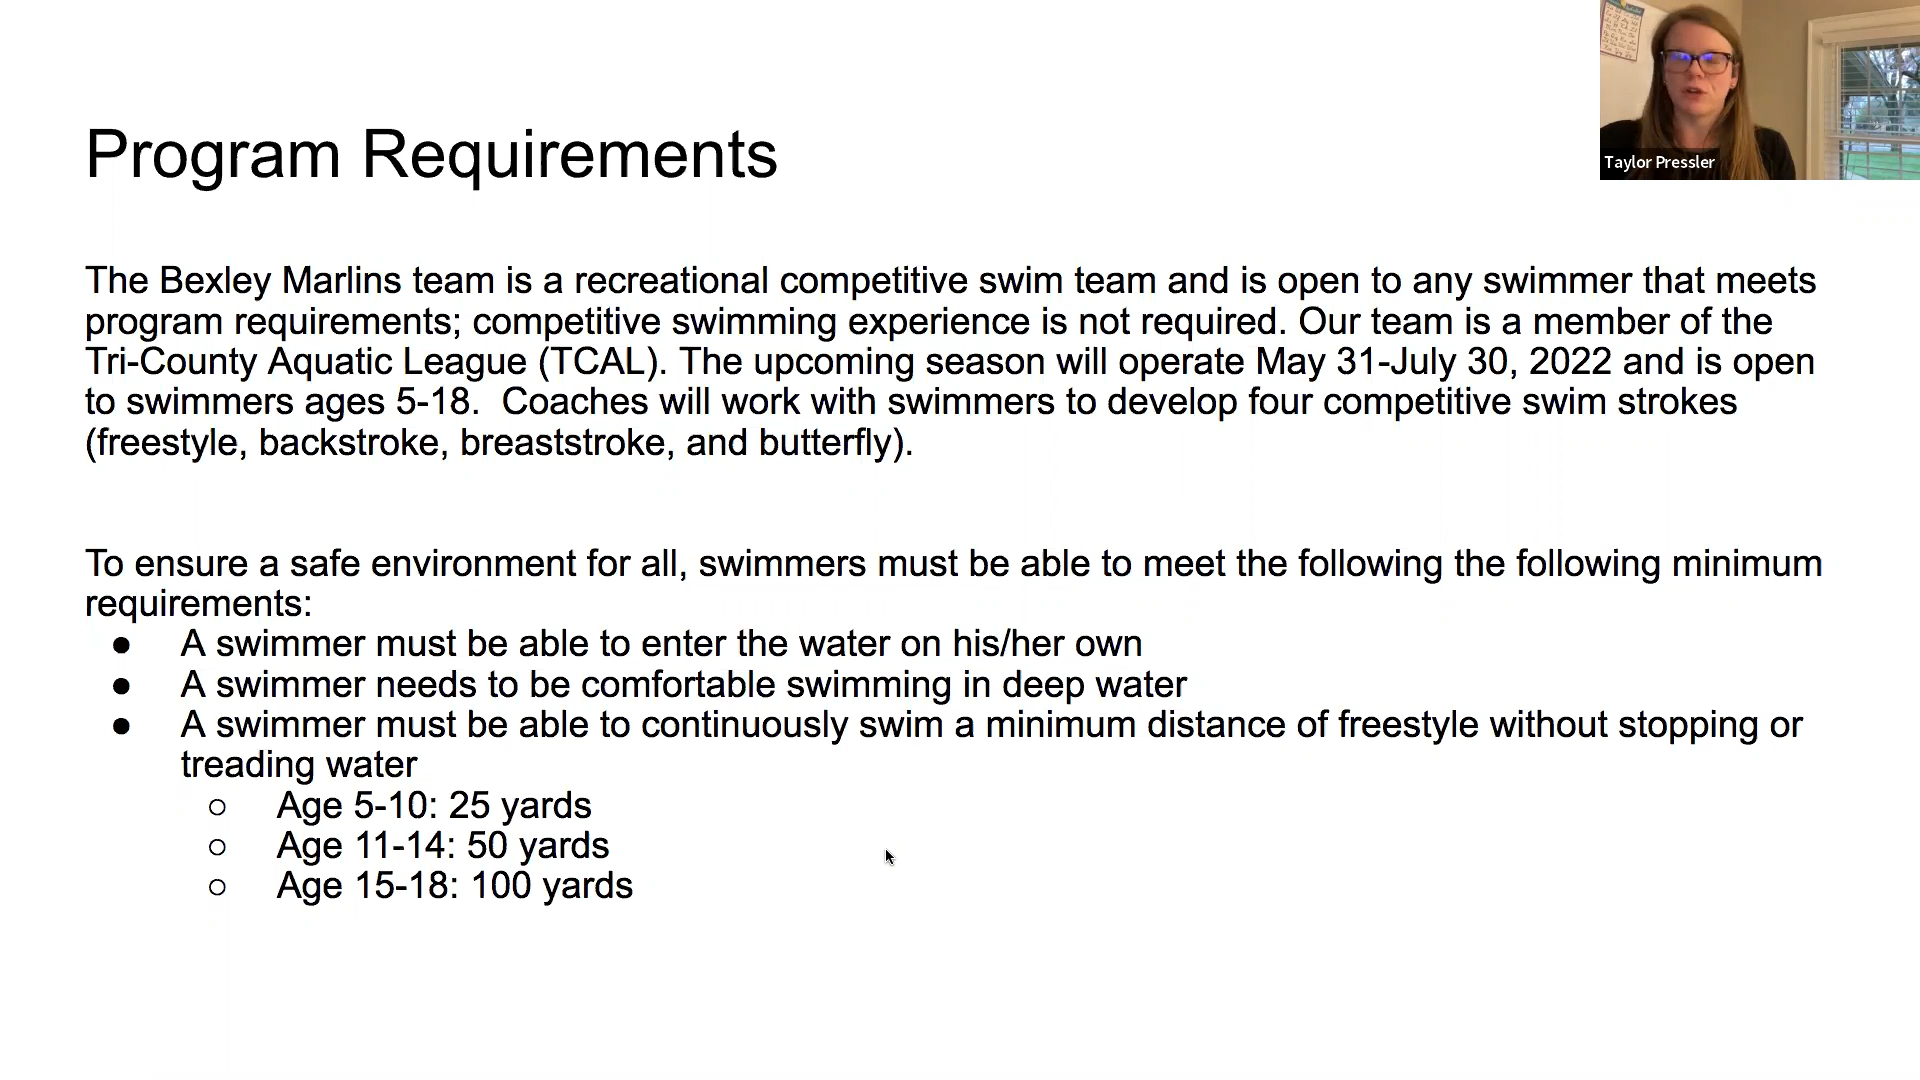 Taylor Pressler
Program Requirements
The Bexley Marlins team is a recreational competitive swim team and is open to any swimmer that meets
program requirements; competitive swimming experience is not required. Our team is a member of the
Tri-County Aquatic League (TCAL). The upcoming season will operate May 31-July 30, 2022 and is open
to swimmers ages 5-18.  Coaches will work with swimmers to develop four competitive swim strokes
(freestyle, backstroke, breaststroke, and butterfly).
To ensure a safe environment for all, swimmers must be able to meet the following the following minimum
requirements:
● A swimmer must be able to enter the water on his/her own
● A swimmer needs to be comfortable swimming in deep water
● A swimmer must be able to continuously swim a minimum distance of freestyle without stopping or
treading water
○ Age 5-10: 25 yards
○ Age 11-14: 50 yards
○ Age 15-18: 100 yards